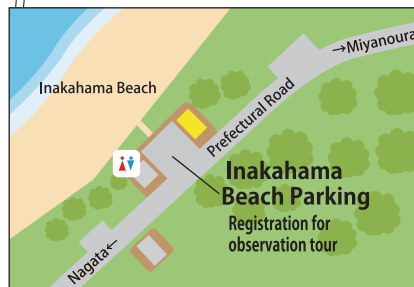 →Miyanoura
Inakahama Beach
Prefectural Road
Inakahama
Beach Parking
Registration for
observation tour
Nagata←